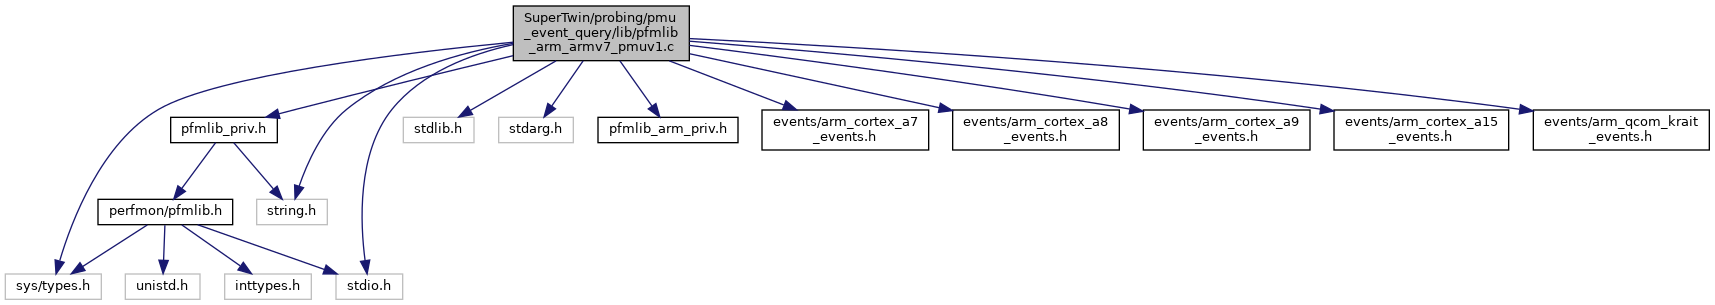 SuperTwin/probing/pmu
_event_query/lib/pfmlib
_arm_armv7_pmuv1.c
pfmlib_priv.h
stdlib.h
stdarg.h
pfmlib_arm_priv.h
events/arm_cortex_a7
_events.h
events/arm_cortex_a8
_events.h
events/arm_cortex_a9
_events.h
events/arm_cortex_a15
_events.h
events/arm_qcom_krait
_events.h
perfmon/pfmlib.h
string.h
sys/types.h
unistd.h
inttypes.h
stdio.h